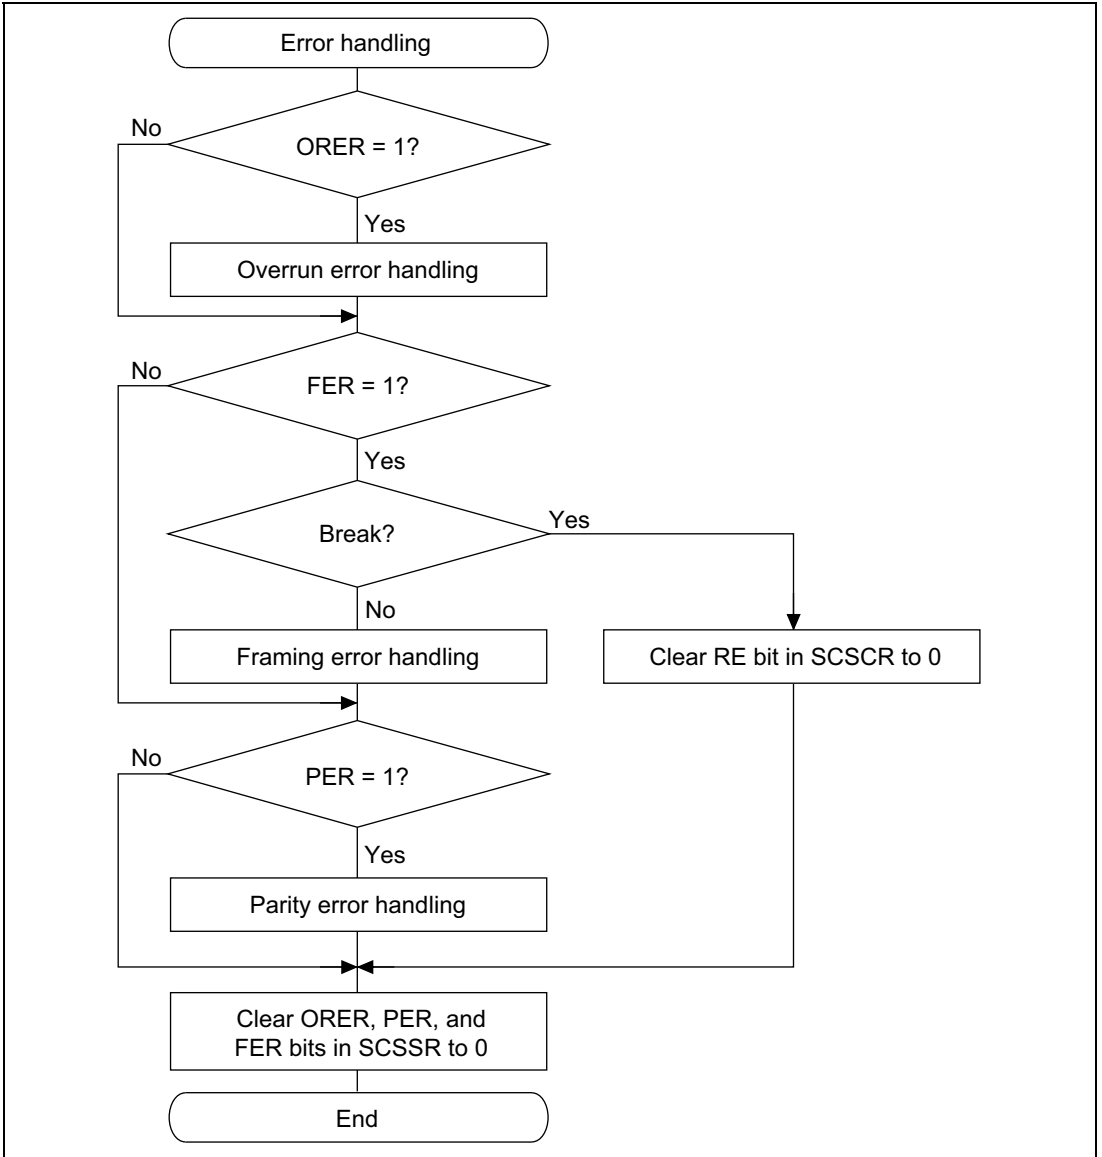 Error handling
No
ORER = 1?
Yes
Overrun error handling
No
FER = 1?
Yes
Break?
Yes
No
Framing error handling
Clear RE bit in SCSCR to 0
No
PER = 1?
Yes
Parity error handling
Clear ORER, PER, and
FER bits in SCSSR to 0
End